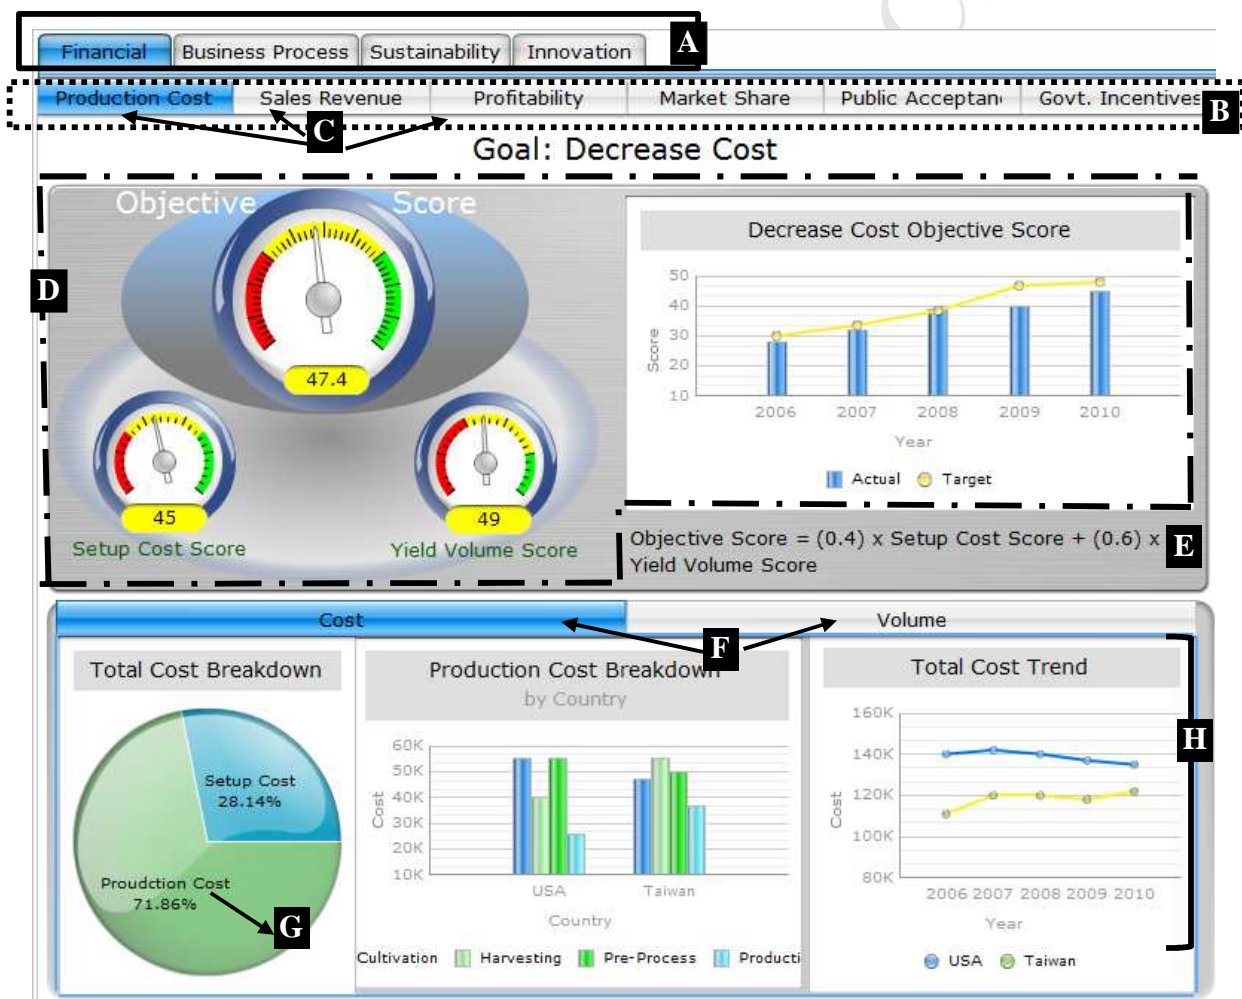 Financial Business Process Sustainability Innovation A
Production Cost Sales Revenue Profitability Market Share Public Acceptan Govt. Incentives B
C
Goal: Decrease Cost
Objective Score
D
47.4
45
Setup Cost Score
49
Yield Volume Score
Decrease Cost Objective Score
50
40
30
20
10
Score
2006 2007 2008 2009 2010
Year
Actual Target
Objective Score = (0.4) x Setup Cost Score + (0.6) x
Yield Volume Score
E
Cost Volume
F
Total Cost Breakdown
Setup Cost
28.14%
Proudction Cost
71.86%
G
Production Cost Breakdown
by Country
60K
50K
40K
30K
20K
10K
Cost
USA Taiwan
Country
Cultivation Harvesting Pre-Process Producti
Total Cost Trend
160K
140K
120K
100K
80K
Cost
2006 2007 2008 2009 2010
Year
USA Taiwan
H